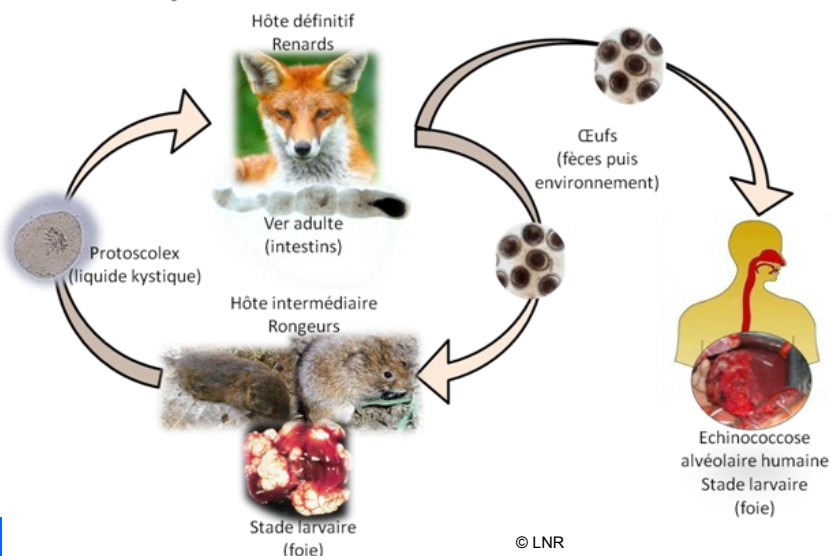 Hôte définitif
Renards
Œufs
(fèces puis
environnement)
Ver adulte
(intestins)
Protoscolex
(liquide kystique)
Hôte intermédiaire
Rongeurs
Echinococcose
alvéolaire humaine
Stade larvaire
(foie)
Stade larvaire
(foie)
© LNR